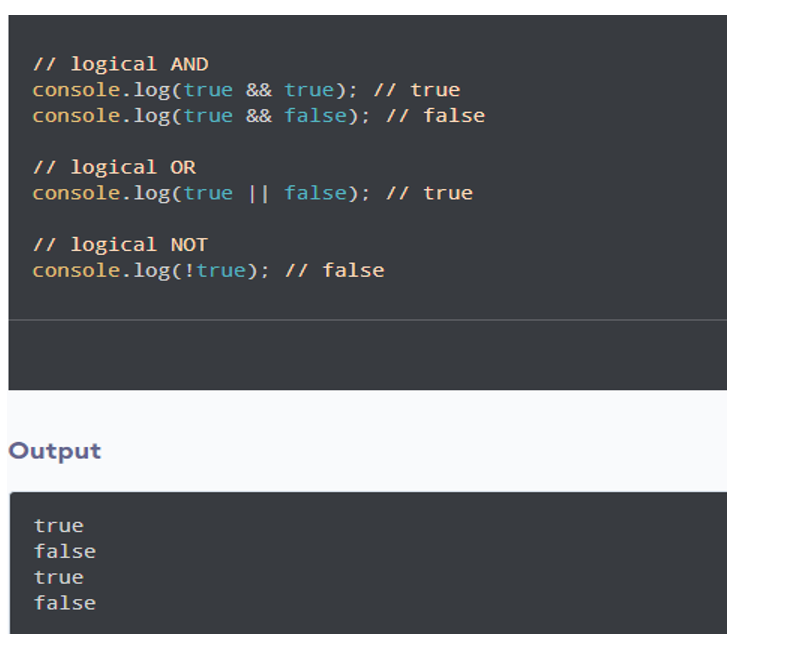 // logical AND
console.log(true && true); // true
console.log(true && false); // false
// logical OR
console.log(true || false); // true
// logical NOT
console.log(!true); // false
Output
true
false
true
false